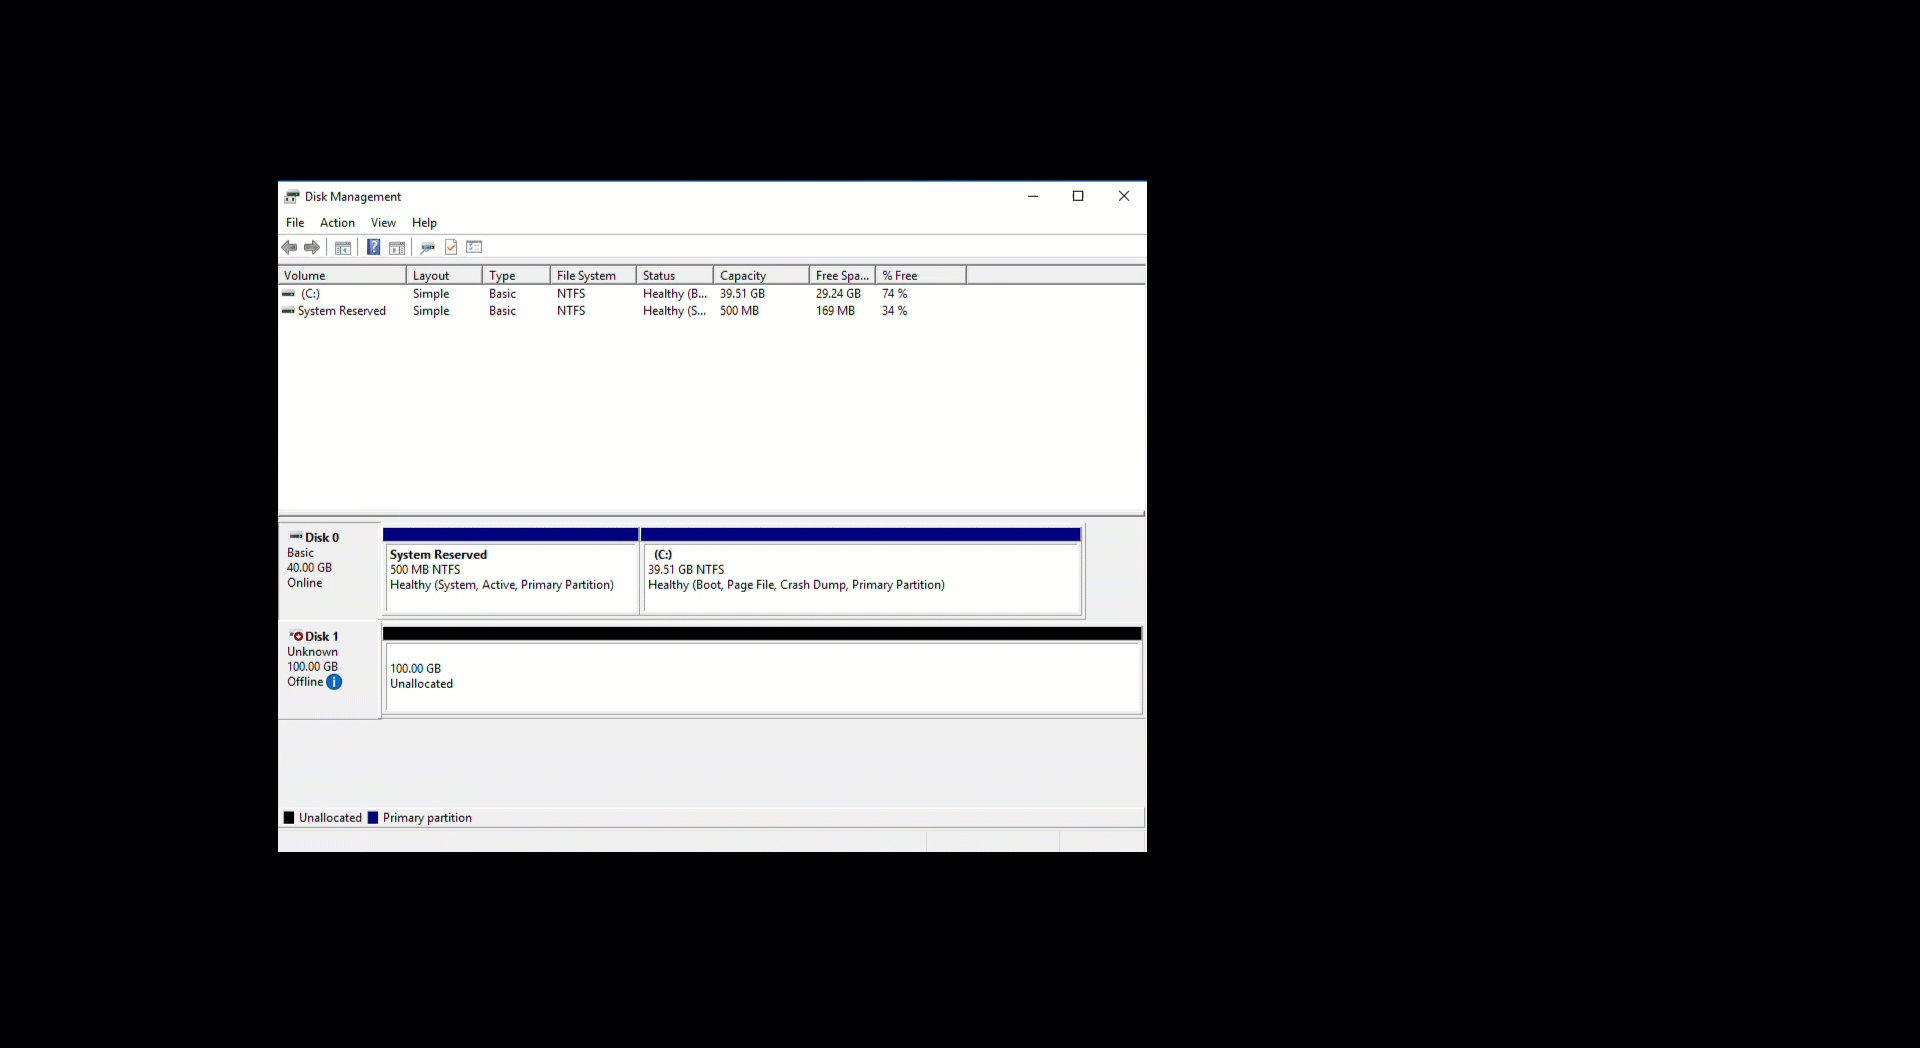 Disk Management
File Action View Help
Volume Layout Type File System Status Capacity Free Spa... % Free
(C:) Simple Basic NTFS Healthy (B... 39.51 GB 29.24 GB 74 %
System Reserved Simple Basic NTFS Healthy (S... 500 MB 169 MB 34 %
Disk 0
Basic
40.00 GB
Online
System Reserved
500 MB NTFS
Healthy (System, Active, Primary Partition)
(C:)
39.51 GB NTFS
Healthy (Boot, Page File, Crash Dump, Primary Partition)
Disk 1
Unknown
100.00 GB
Offline
100.00 GB
Unallocated
Unallocated Primary partition